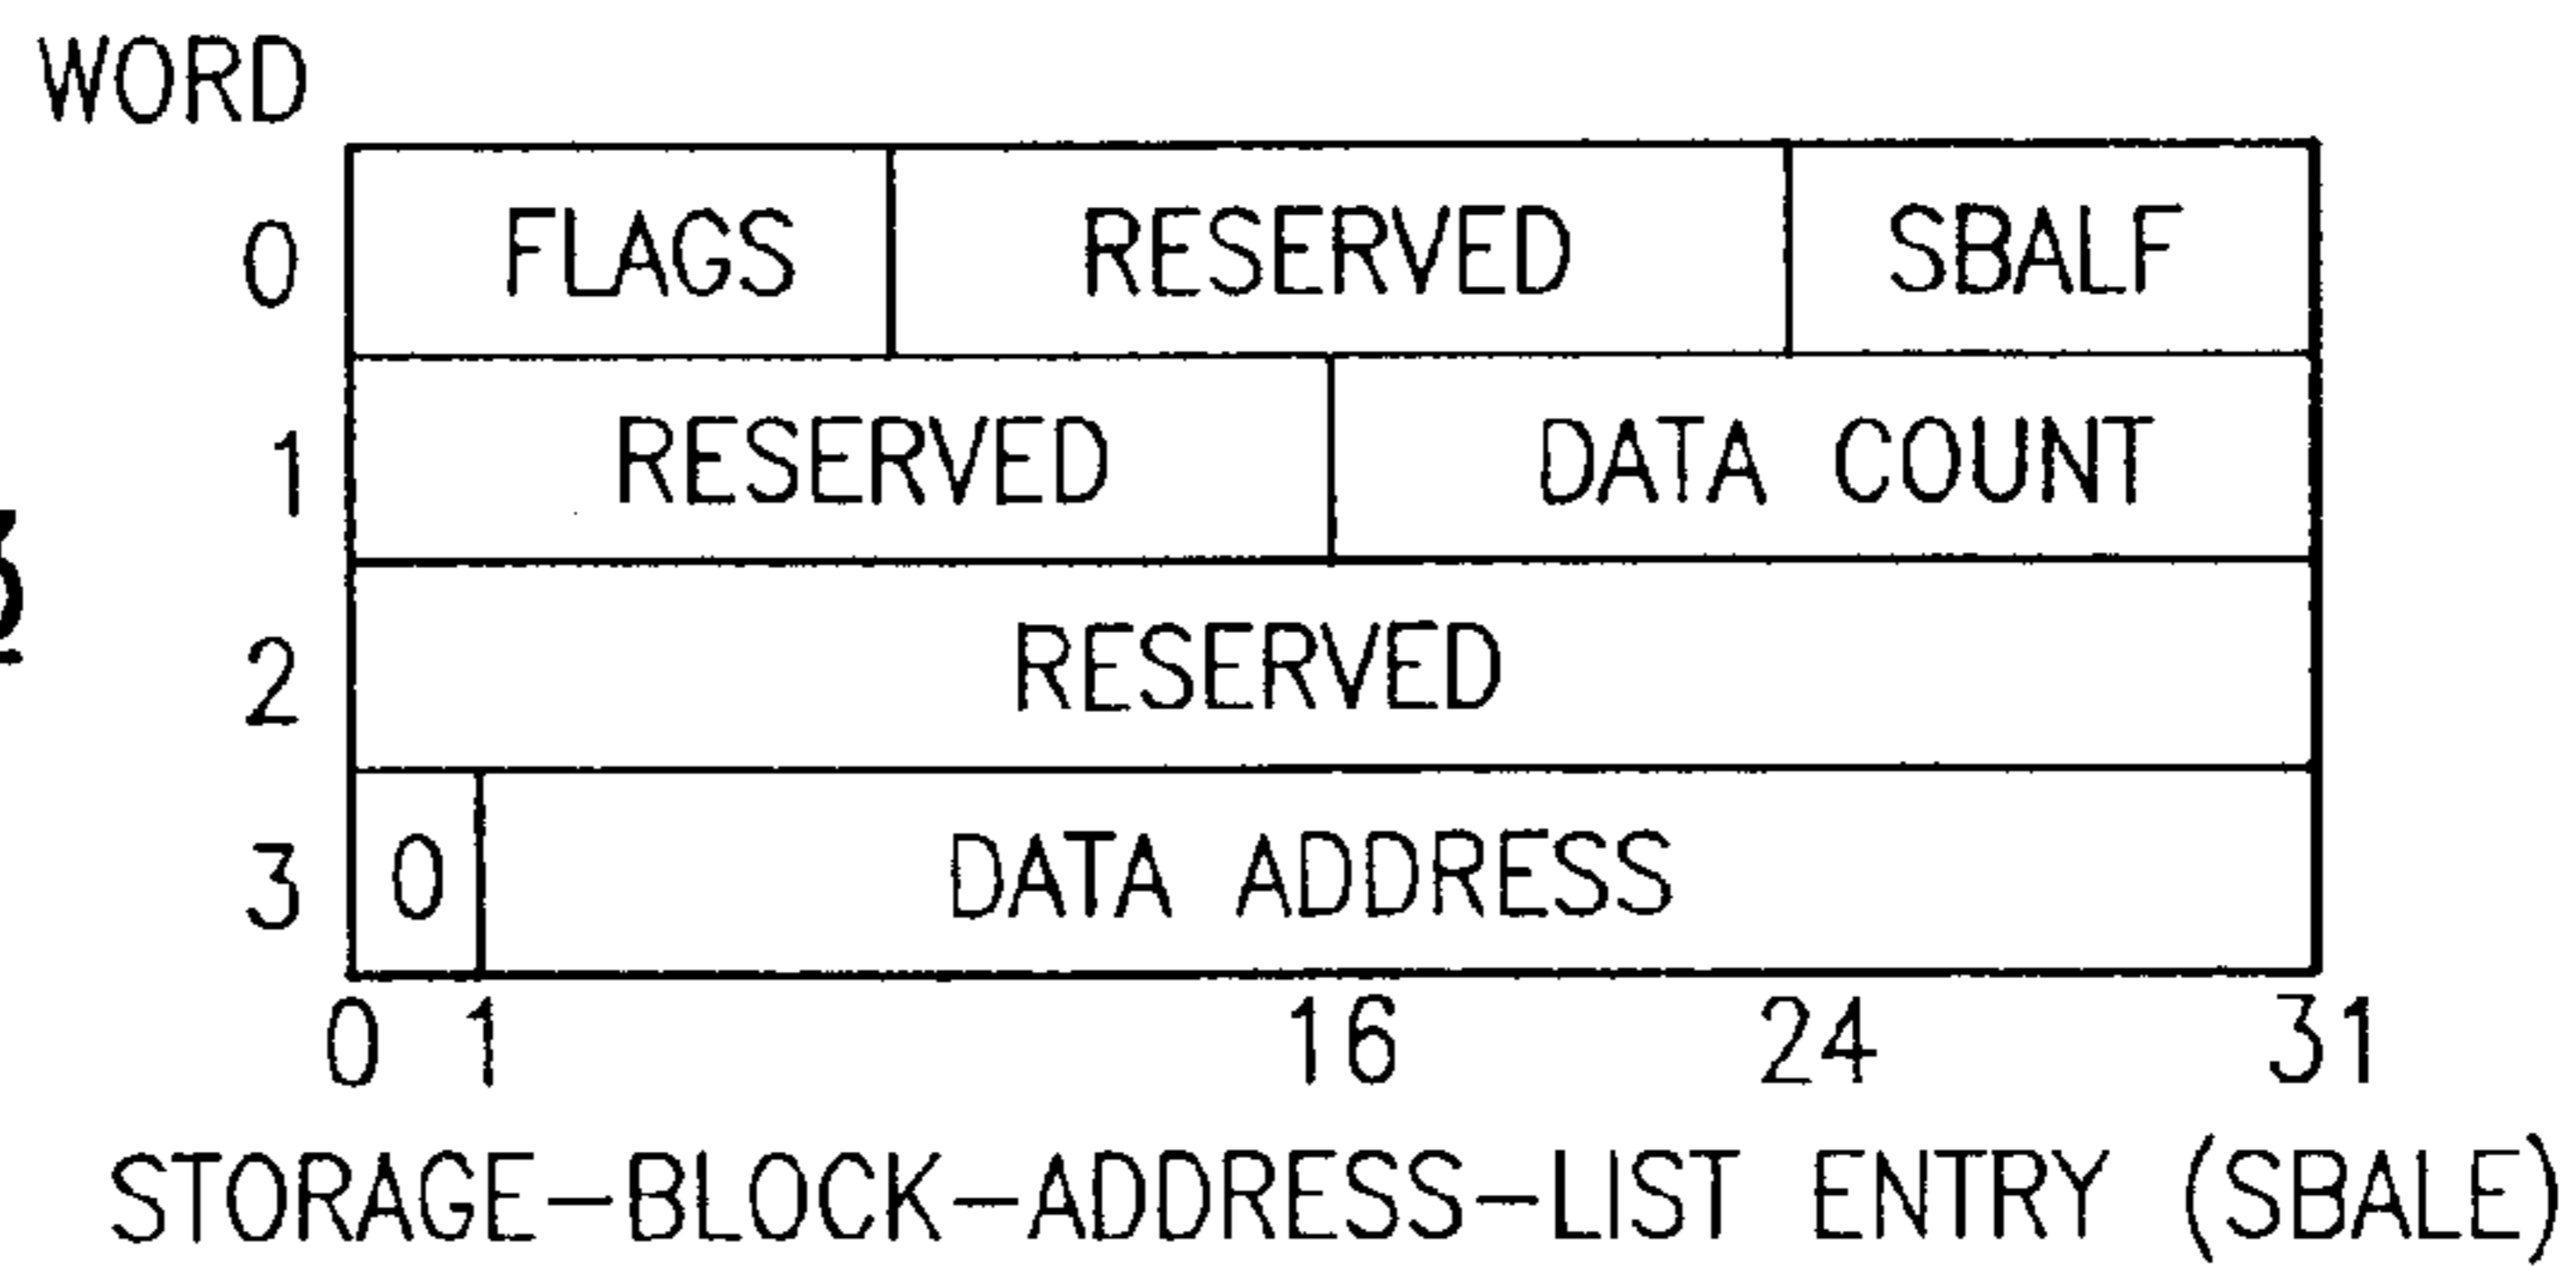 WORD
0 FLAGS RESERVED SBALF
1 RESERVED DATA COUNT
2 RESERVED
3 0 DATA ADDRESS
0 1 16 24 31
STORAGE-BLOCK-ADDRESS-LIST ENTRY (SBALE)